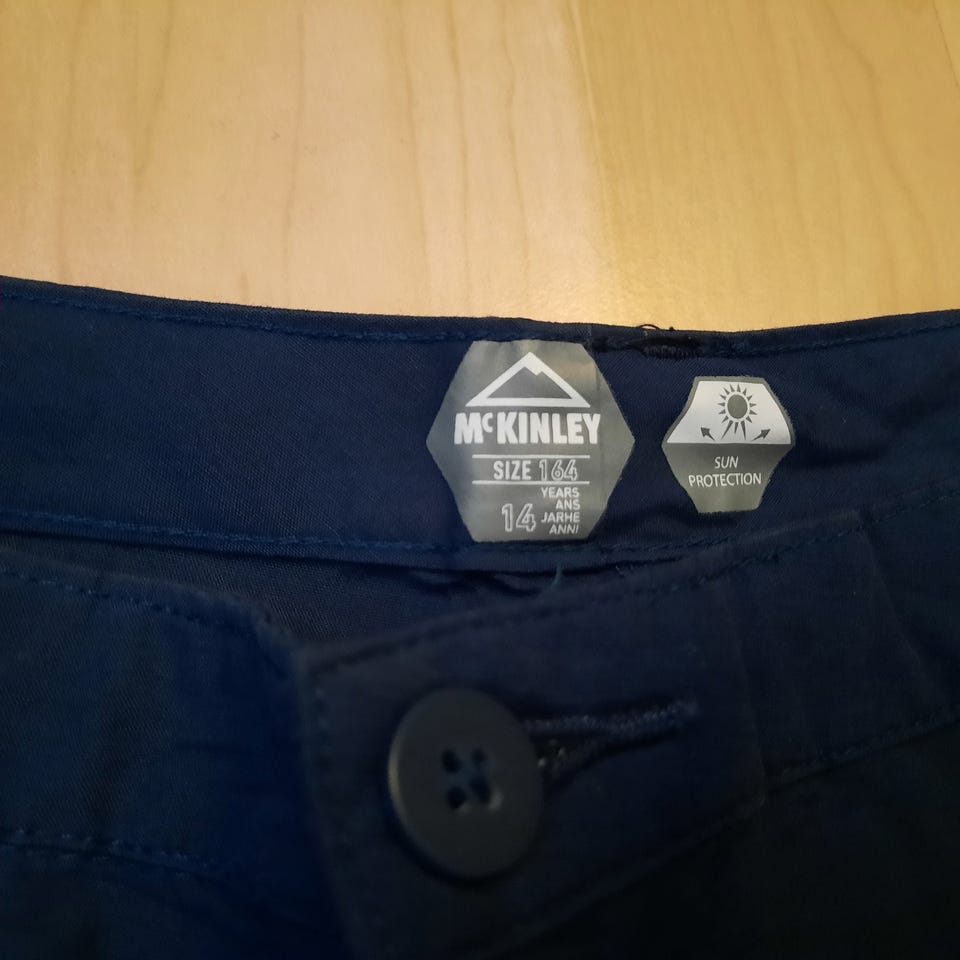 McKINLEY
SIZE 164
14
YEARS
ANS
JARHE
ANNI
SUN
PROTECTION